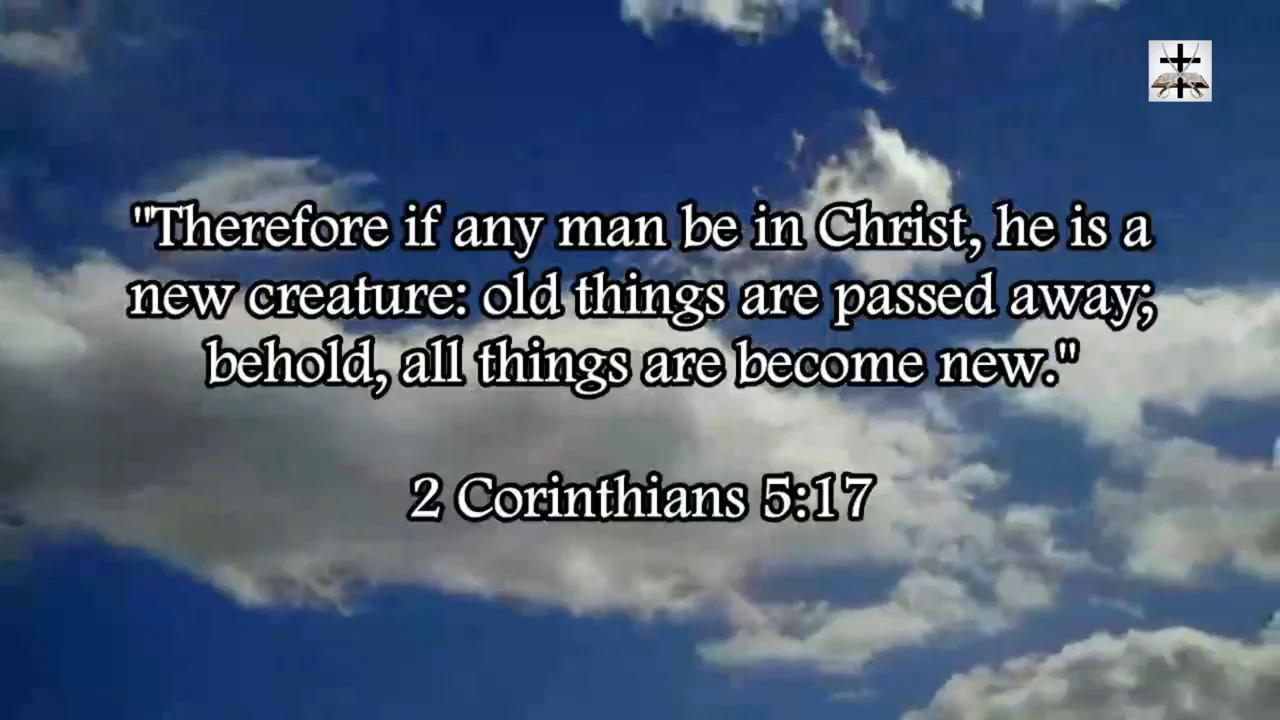 "Therefore if any man be in Christ, he is a
new creature: old things are passed away;
behold, all things are become new."
2 Corinthians 5:17